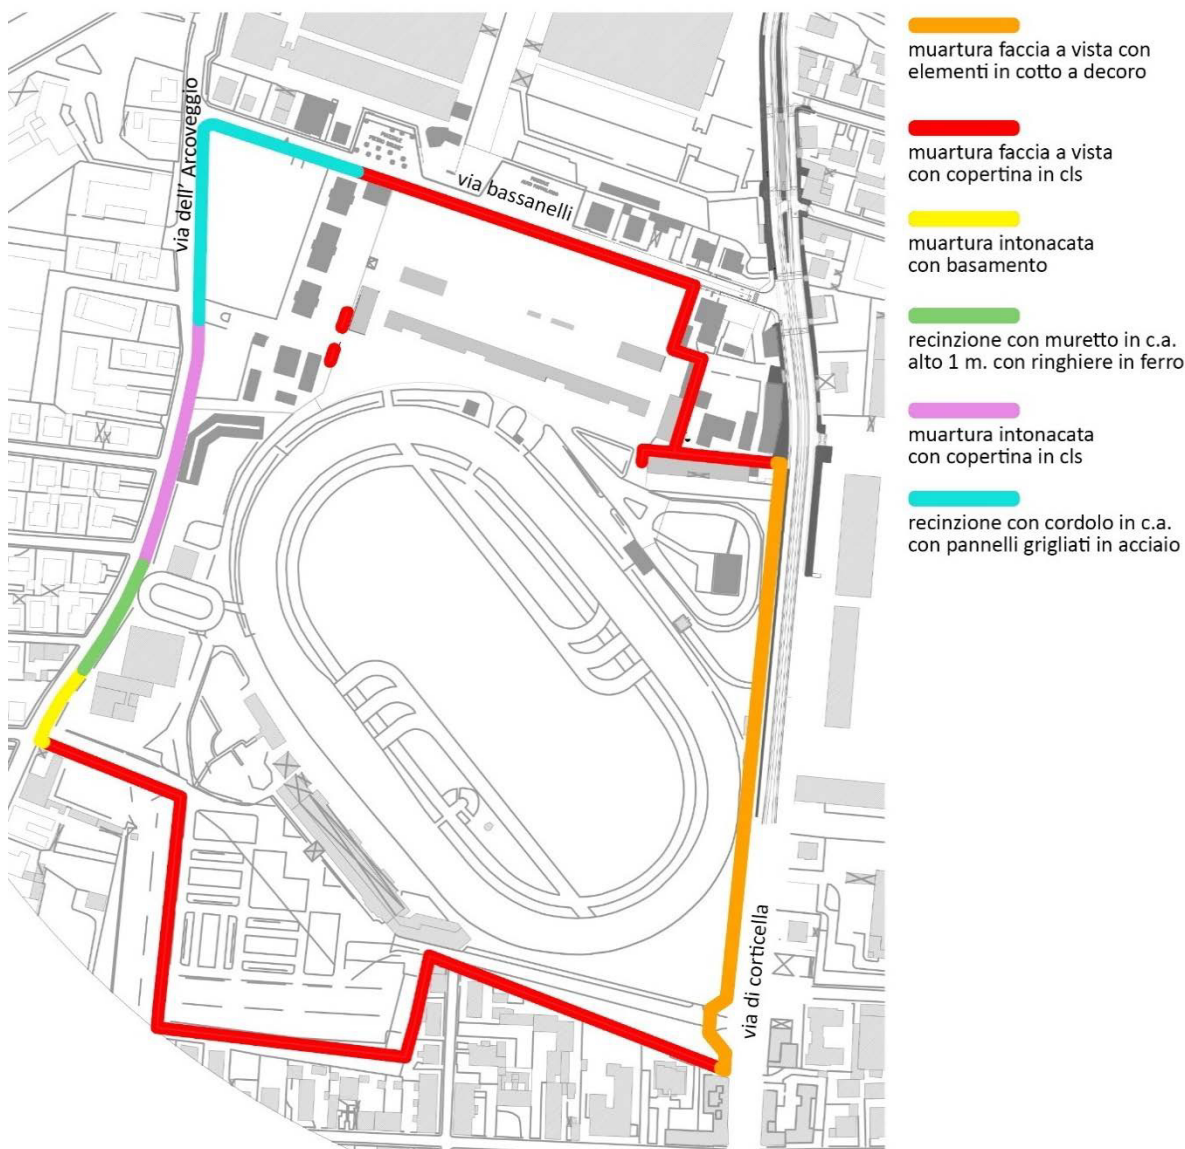 via dell' Arcoveggio
via bassanelli
via di corticella
muartura faccia a vista con
elementi in cotto a decoro
muartura faccia a vista
con copertina in cls
muartura intonacata
con basamento
recinzione con muretto in c.a.
alto 1 m. con ringhiere in ferro
muartura intonacata
con copertina in cls
recinzione con cordolo in c.a.
con pannelli grigliati in acciaio